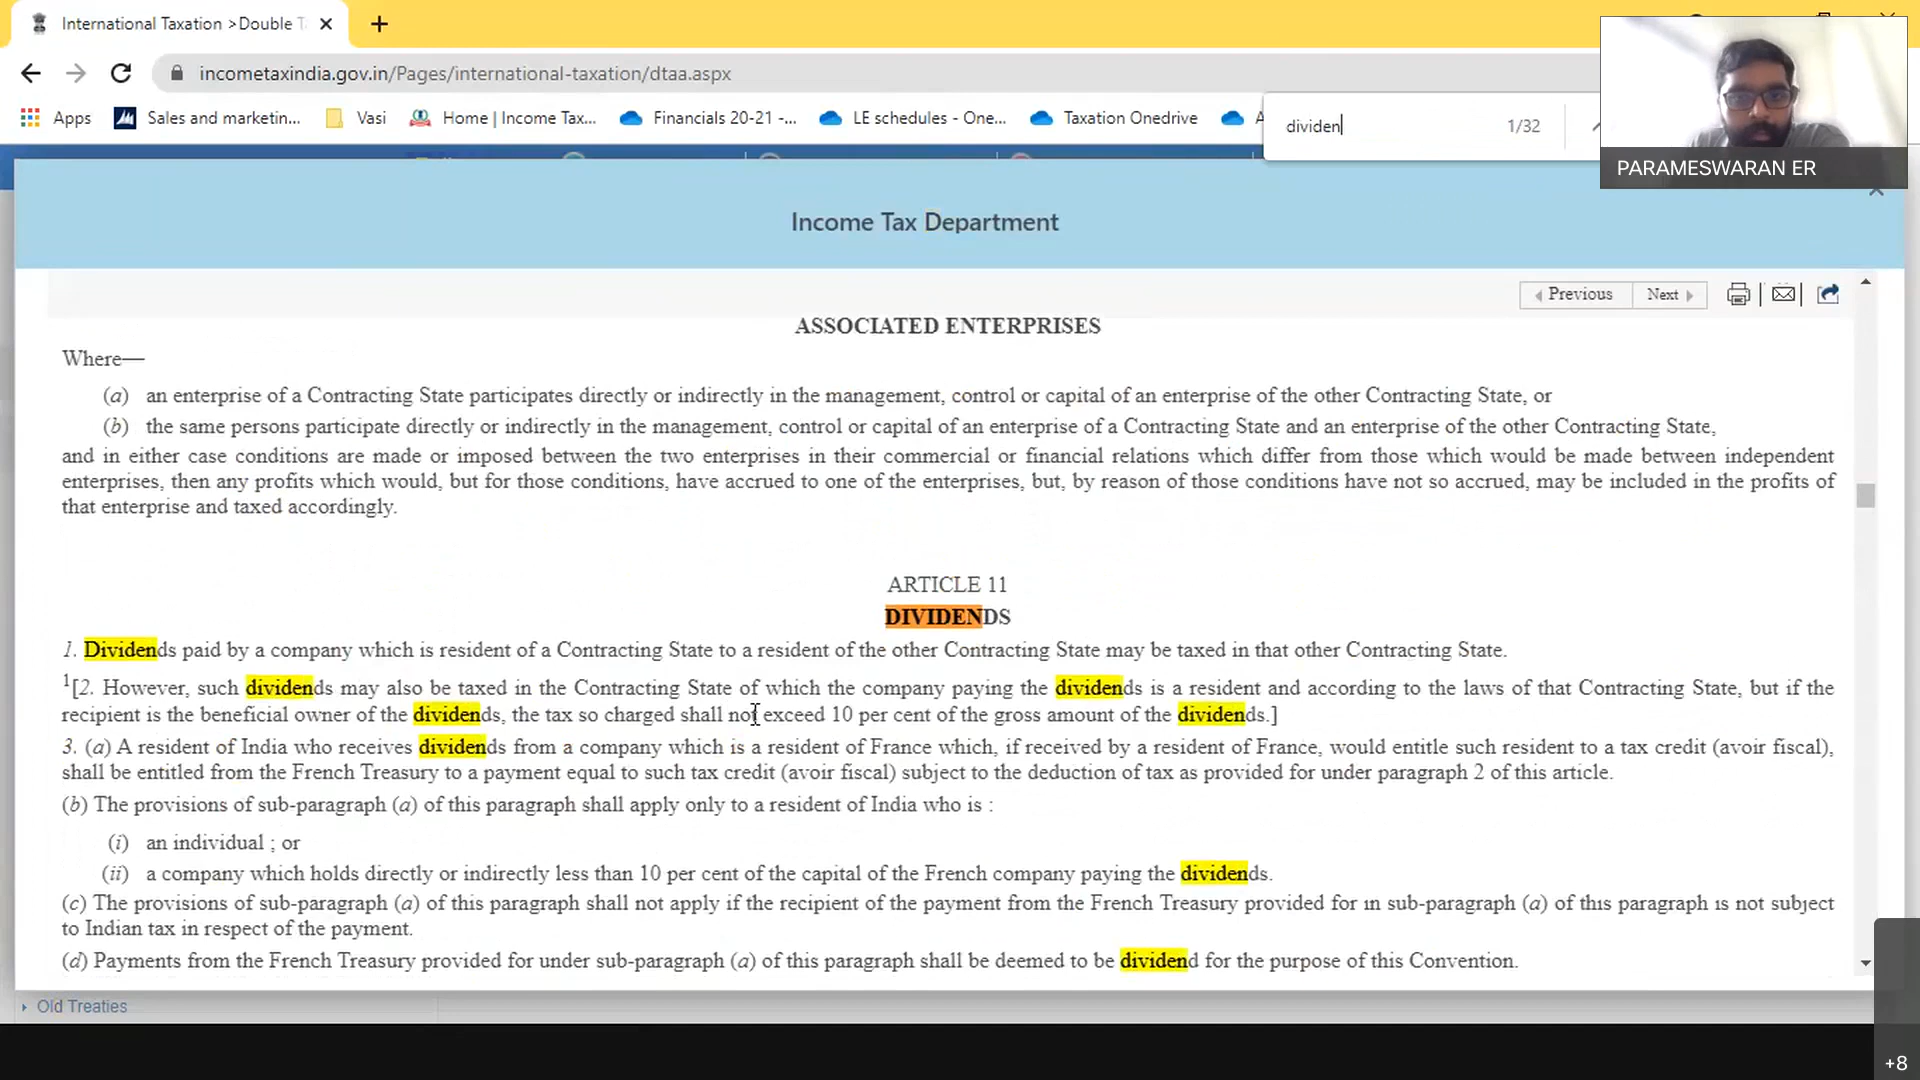 International Taxation >Double T
incometaxindia.gov.in/Pages/international-taxation/dtaa.aspx
Apps Sales and marketin... Vasi Home | Income Tax... Financials 20-21 -... LE schedules - One... Taxation Onedrive A
dividen 1/32
PARAMESWARAN ER
Income Tax Department
Previous Next
ASSOCIATED ENTERPRISES
Where—
(a) an enterprise of a Contracting State participates directly or indirectly in the management, control or capital of an enterprise of the other Contracting State, or
(b) the same persons participate directly or indirectly in the management, control or capital of an enterprise of a Contracting State and an enterprise of the other Contracting State,
and in either case conditions are made or imposed between the two enterprises in their commercial or financial relations which differ from those which would be made between independent
enterprises, then any profits which would, but for those conditions, have accrued to one of the enterprises, but, by reason of those conditions have not so accrued, may be included in the profits of
that enterprise and taxed accordingly.
ARTICLE 11
DIVIDENDS
1. Dividends paid by a company which is resident of a Contracting State to a resident of the other Contracting State may be taxed in that other Contracting State.
1[2. However, such dividends may also be taxed in the Contracting State of which the company paying the dividends is a resident and according to the laws of that Contracting State, but if the
recipient is the beneficial owner of the dividends, the tax so charged shall not exceed 10 per cent of the gross amount of the dividends.]
3. (a) A resident of India who receives dividends from a company which is a resident of France which, if received by a resident of France, would entitle such resident to a tax credit (avoir fiscal),
shall be entitled from the French Treasury to a payment equal to such tax credit (avoir fiscal) subject to the deduction of tax as provided for under paragraph 2 of this article.
(b) The provisions of sub-paragraph (a) of this paragraph shall apply only to a resident of India who is :
(i) an individual ; or
(ii) a company which holds directly or indirectly less than 10 per cent of the capital of the French company paying the dividends.
(c) The provisions of sub-paragraph (a) of this paragraph shall not apply if the recipient of the payment from the French Treasury provided for in sub-paragraph (a) of this paragraph is not subject
to Indian tax in respect of the payment.
(d) Payments from the French Treasury provided for under sub-paragraph (a) of this paragraph shall be deemed to be dividend for the purpose of this Convention.
Old Treaties
+8